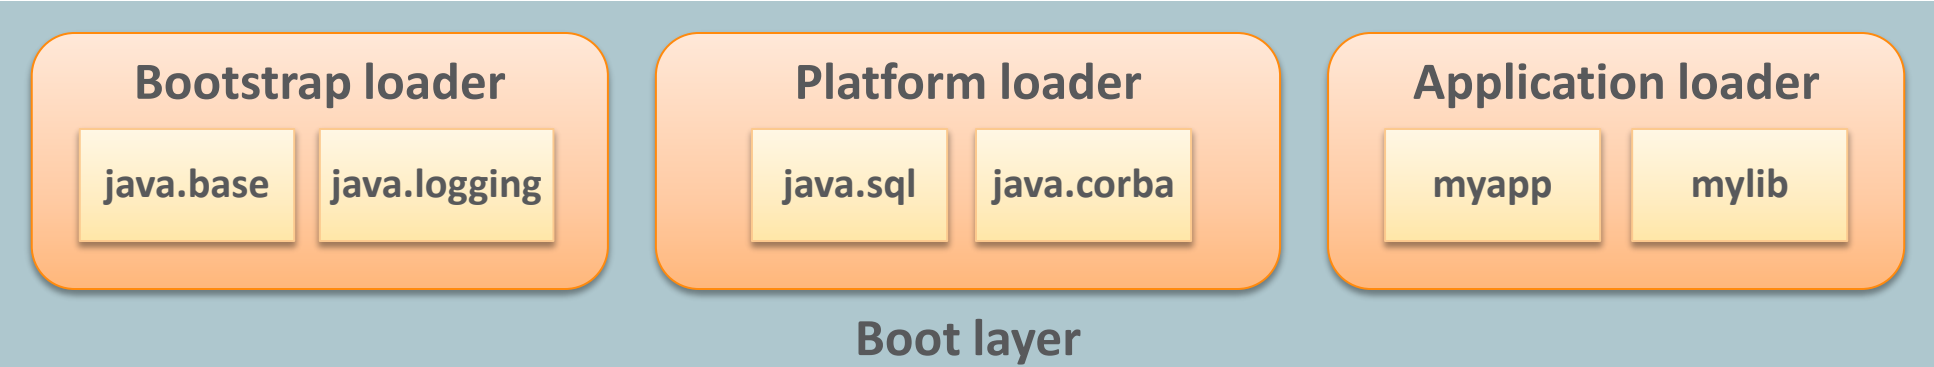 Bootstrap loader
java.base
java.logging
Platform loader
java.sql
java.corba
Application loader
myapp
mylib
Boot layer